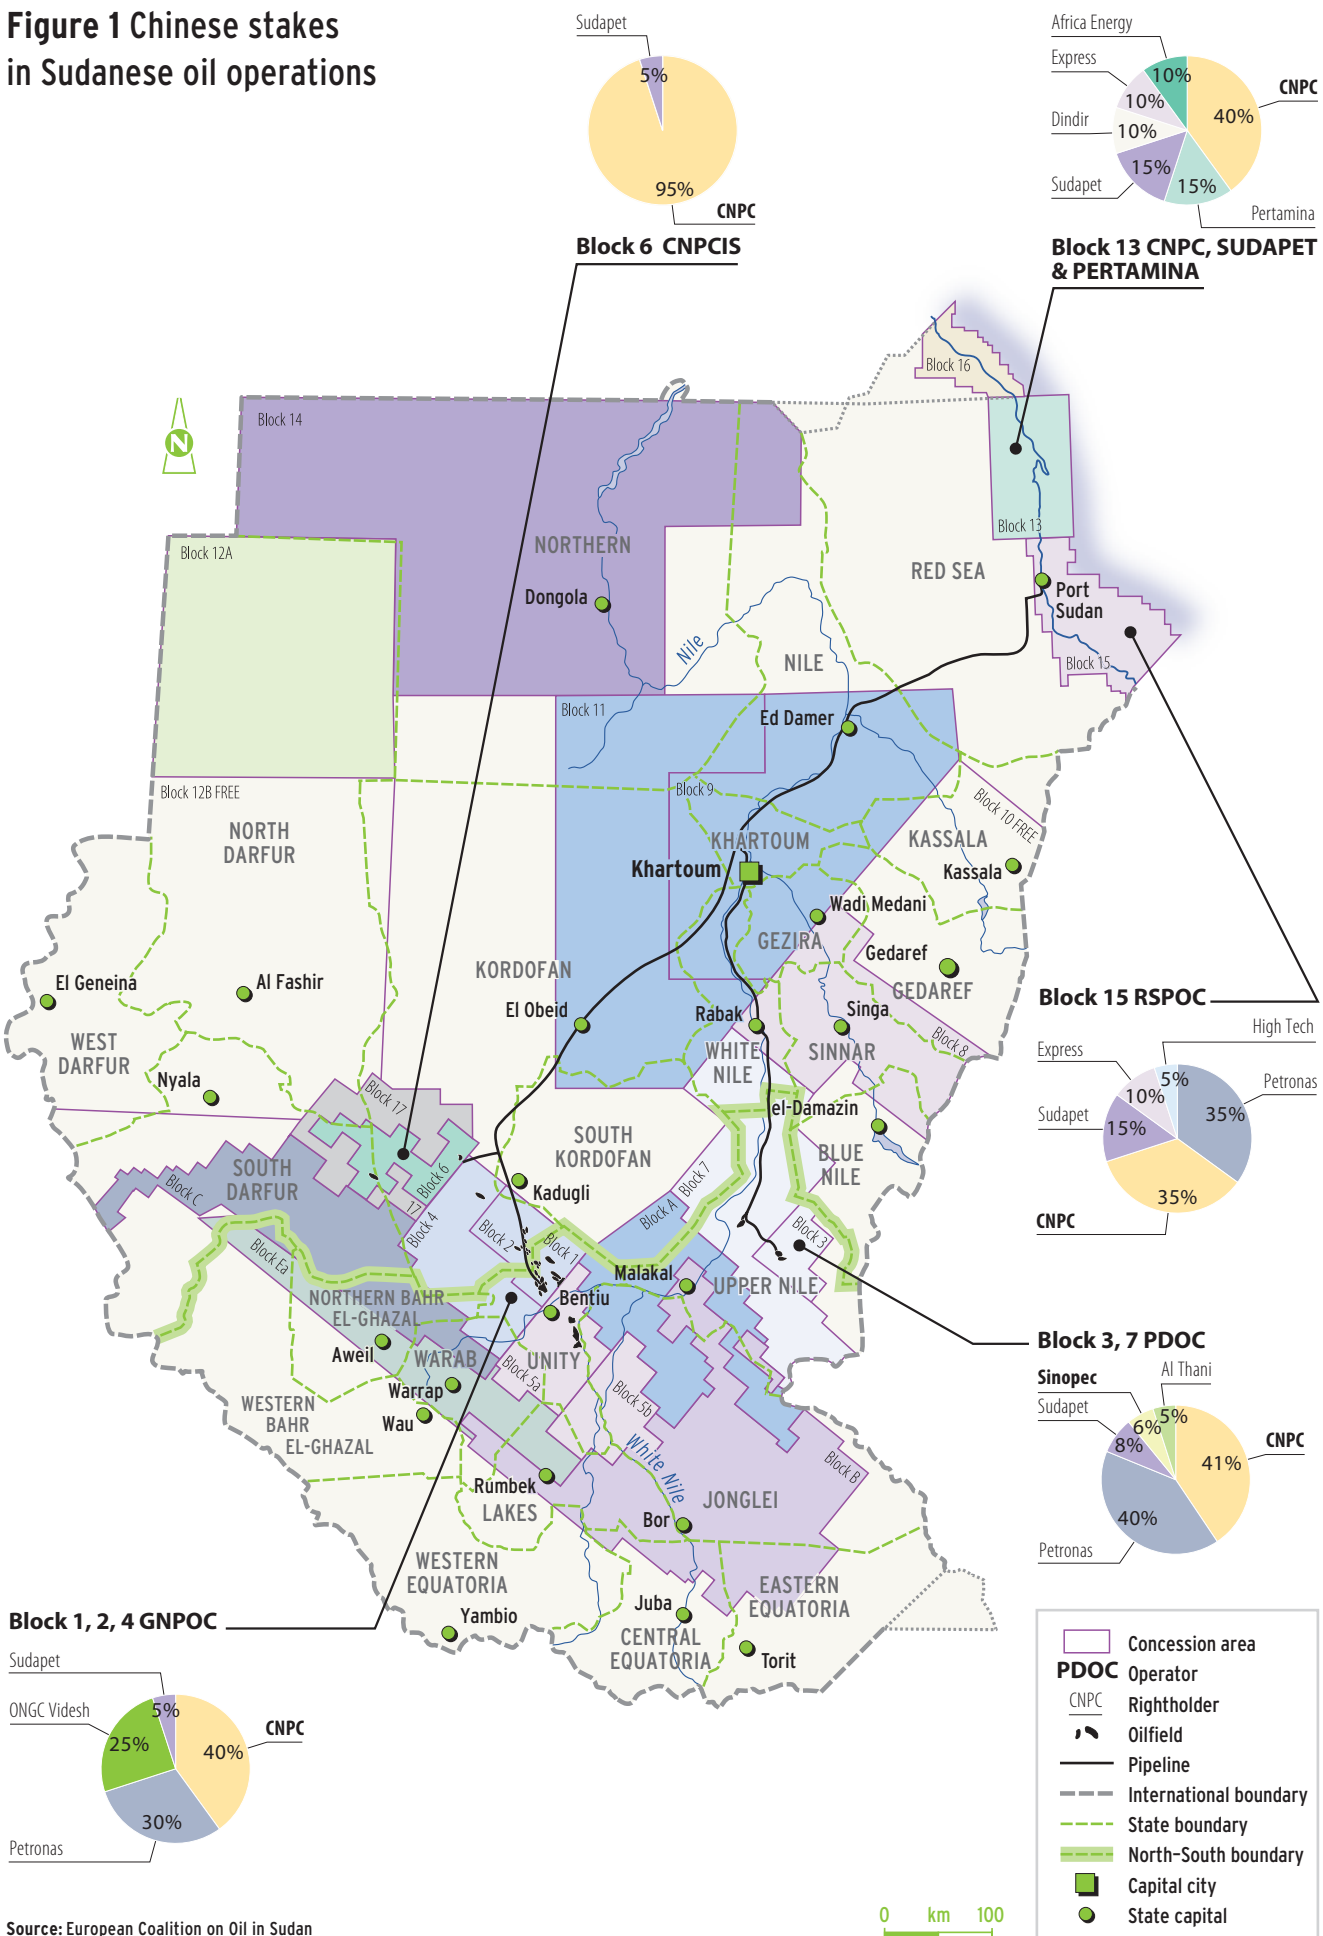 Figure 1 Chinese stakes
in Sudanese oil operations
Sudapet
5%
95%
CNPC
Block 6 CNPCIS
Africa Energy
Express
Dindir
Sudapet
10%
10%
10%
15%
15%
40%
CNPC
Pertamina
Block 13 CNPC, SUDAPET
& PERTAMINA
Block 16
Block 14
N
Block 13
NORTHERN
Block 12A
RED SEA
Dongola
Port
Sudan
Nile
NILE
Block 15
Block 11
Ed Damer
Block 9
Block 12B FREE
Block 10 FREE
NORTH
DARFUR
KHARTOUM
KASSALA
Khartoum
Kassala
Wadi Medani
GEZIRA
Gedaref
KORDOFAN
GEDAREF
El Geneina
Al Fashir
El Obeid
Rabak
Singa
WEST
DARFUR
WHITE
NILE
SINNAR
Block 8
Nyala
Block 17
el-Damazin
SOUTH
KORDOFAN
BLUE
NILE
SOUTH
DARFUR
Block C
Block 6
17
Kadugli
Block 7
Block A
Block 4
Block 2
Block 1
Block 3
Block Ea
Malakal
UPPER NILE
NORTHERN BAHR
EL-GHAZAL
Bentiu
Aweil
WARAB
UNITY
Block 5a
Block 5b
Warrap
Wau
WESTERN
BAHR
EL-GHAZAL
White Nile
Block B
Rumbek
LAKES
JONGLEI
Bor
WESTERN
EQUATORIA
EASTERN
EQUATORIA
Juba
Yambio
CENTRAL
EQUATORIA
Torit
Block 15 RSPOC
High Tech
Express
Petronas
Sudapet
5%
10%
15%
35%
35%
CNPC
Block 3, 7 PDOC
Al Thani
Sinopec
Sudapet
5%
6%
8%
CNPC
41%
40%
Petronas
Block 1, 2, 4 GNPOC
Sudapet
ONGC Videsh
5%
25%
CNPC
40%
30%
Petronas
Concession area
PDOC Operator
CNPC Rightholder
Oilfield
Pipeline
International boundary
State boundary
North–South boundary
Capital city
State capital
0 km 100
Source: European Coalition on Oil in Sudan